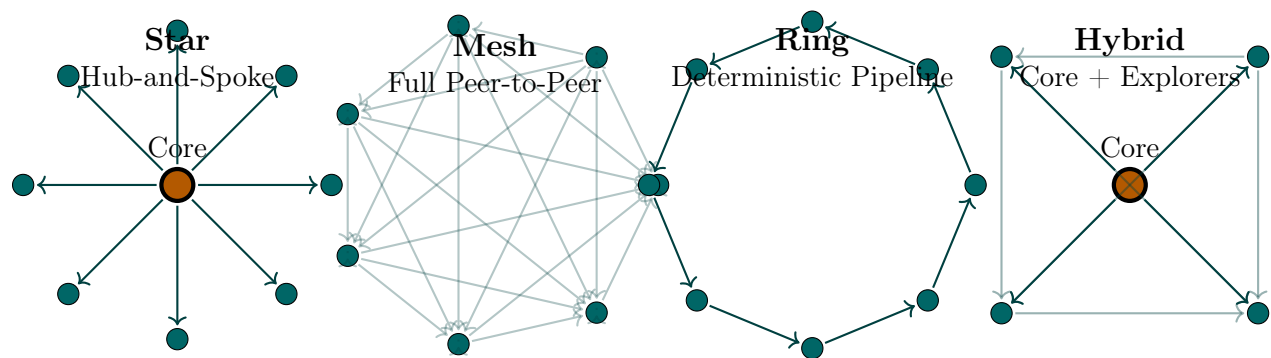 Star
Hub-and-Spoke
Core
Mesh
Full Peer-to-Peer
Ring
Deterministic Pipeline
Hybrid
Core + Explorers
Core